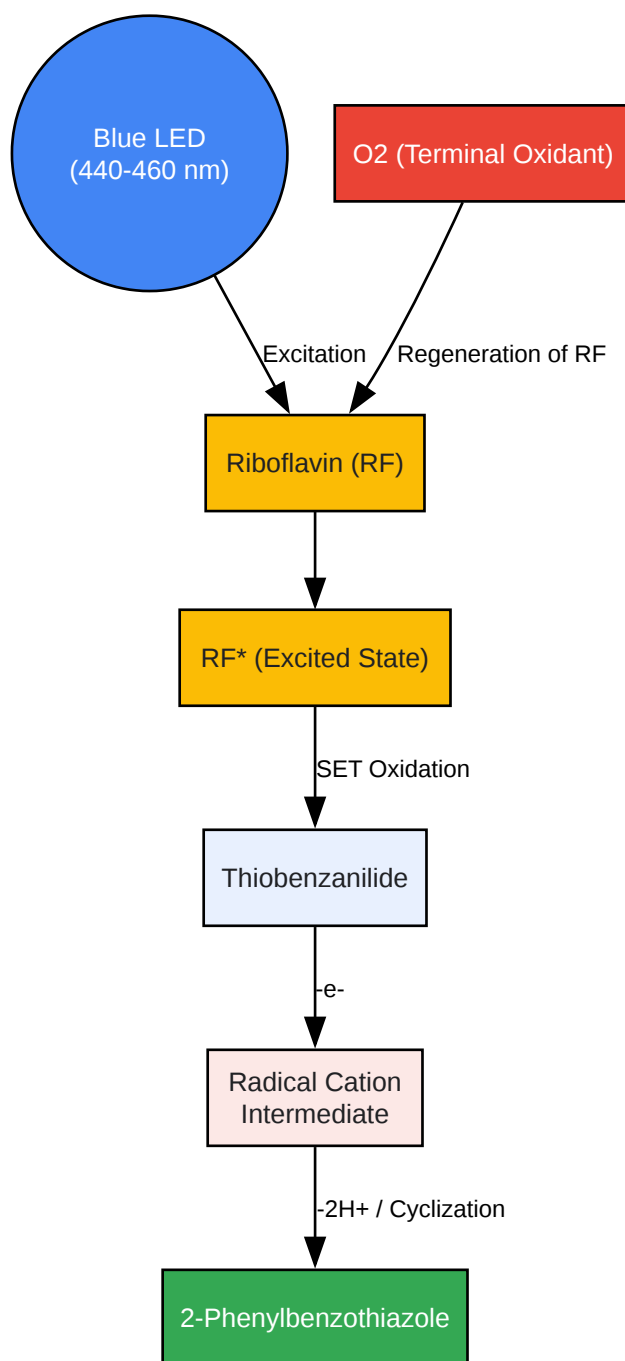 Blue LED
(440-460 nm)
O2 (Terminal Oxidant)
Excitation
Regeneration of RF
Riboflavin (RF)
RF* (Excited State)
SET Oxidation
Thiobenzanilide
-e-
Radical Cation
Intermediate
-2H+ / Cyclization
2-Phenylbenzothiazole